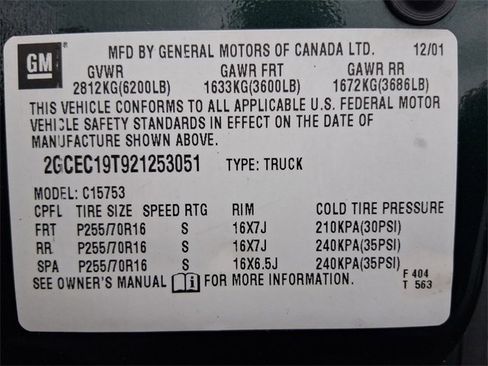 GM
MFD BY GENERAL MOTORS OF CANADA LTD. 12/01
GVWR GAWR FRT GAWR RR
2812KG(6200LB) 1633KG(3600LB) 1672KG(3686LB)
THIS VEHICLE CONFORMS TO ALL APPLICABLE U.S. FEDERAL MOTOR
VEHICLE SAFETY STANDARDS IN EFFECT ON THE DATE OF
MANUFACTURE SHOWN ABOVE.
2GCEC19T921253051 TYPE: TRUCK
MODEL: C15753
CPFL TIRE SIZE SPEED RTG RIM COLD TIRE PRESSURE
FRT P255/70R16 S 16X7J 210KPA(30PSI)
RR P255/70R16 S 16X7J 240KPA(35PSI)
SPA P255/70R16 S 16X6.5J 240KPA(35PSI)
SEE OWNER'S MANUAL i FOR MORE INFORMATION.
F 404
T 563